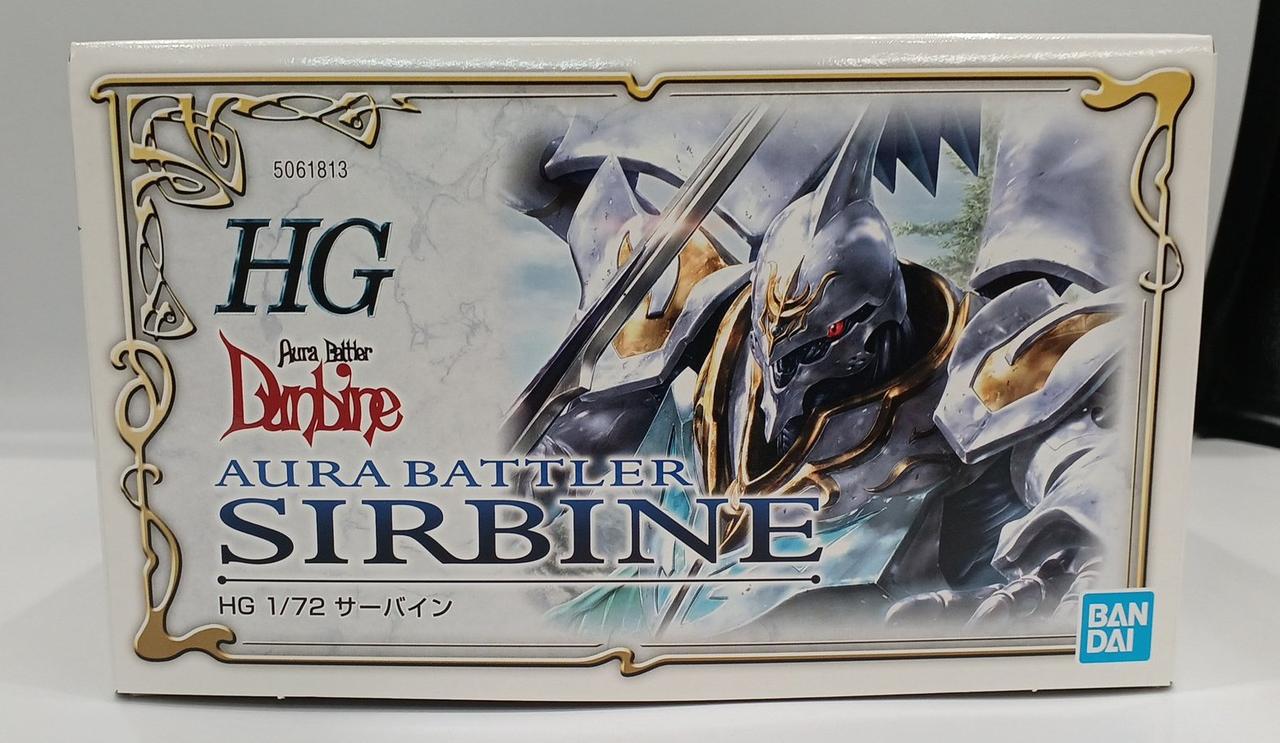 5061813
HG
Aura Battler
Dunbine
AURA BATTLER
SIRBINE
HG 1/72 サーバイン
BAN
DAI